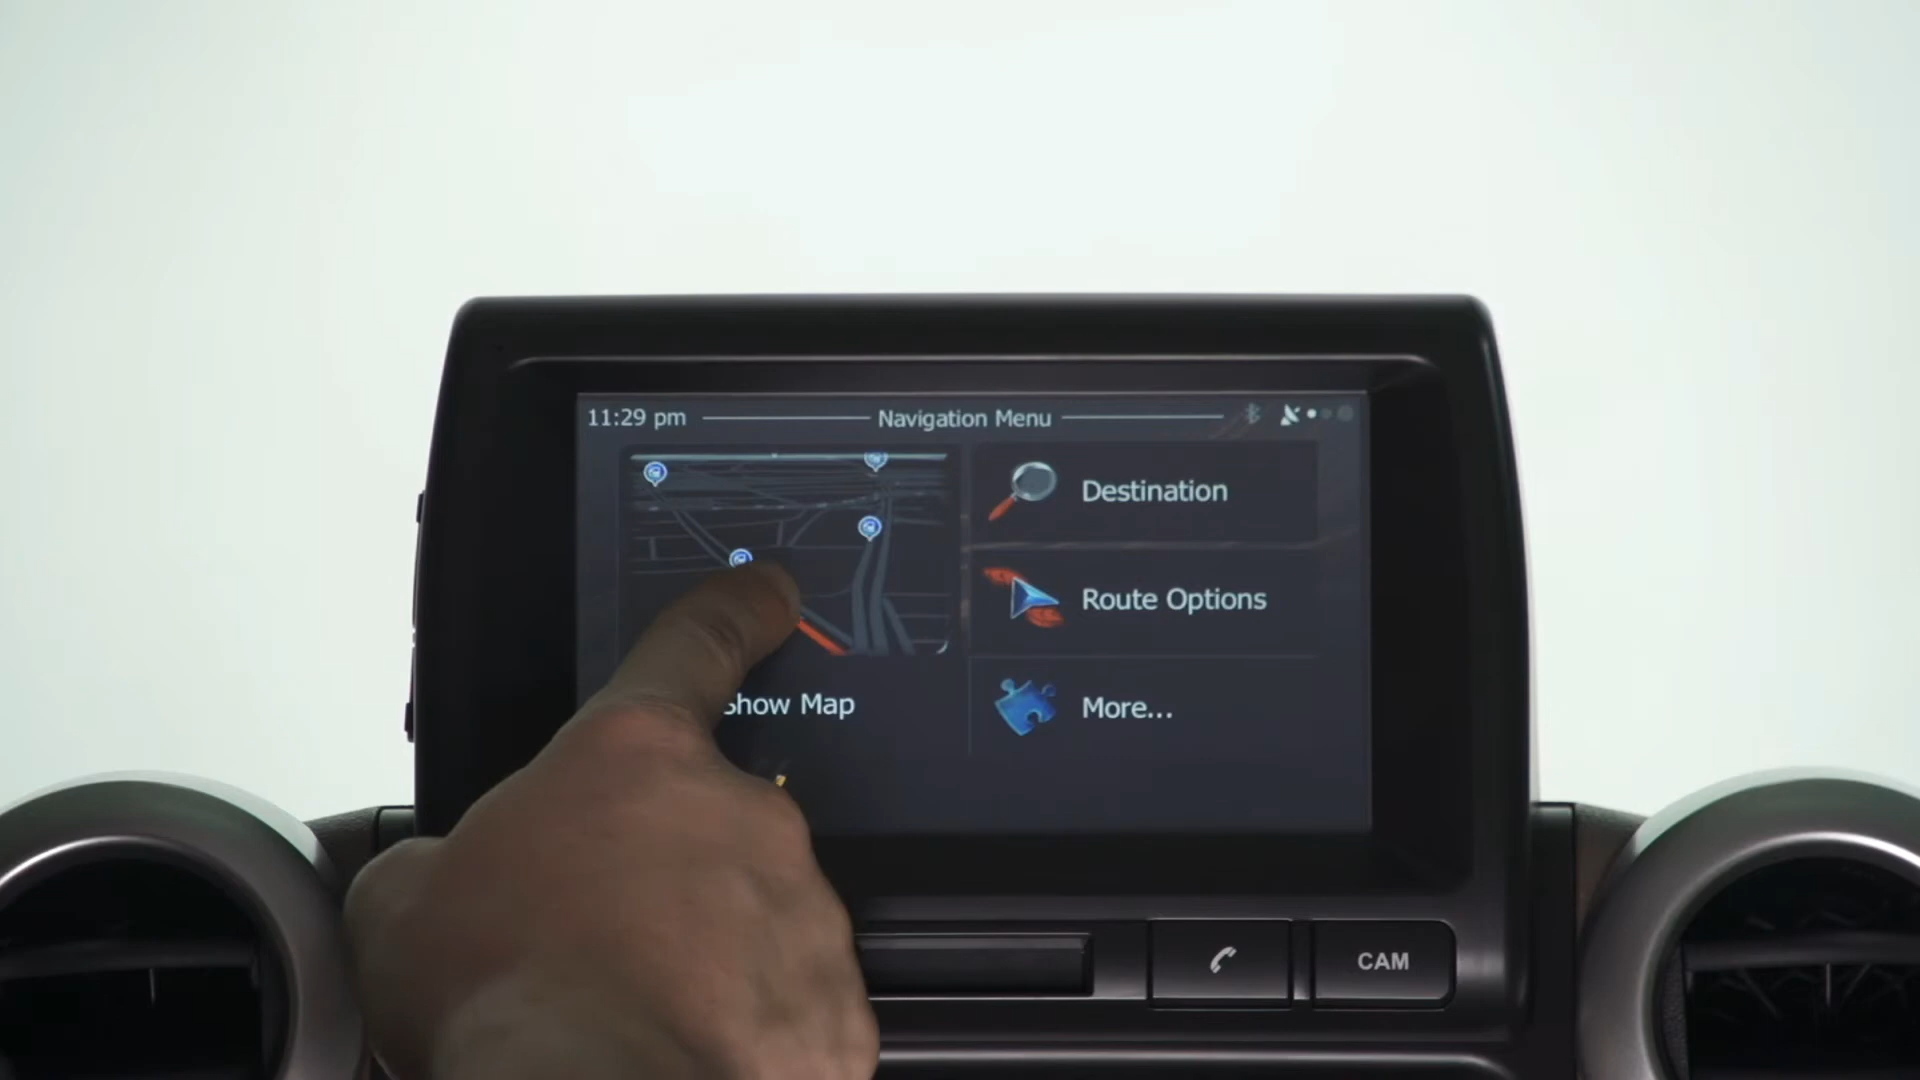 11:29 pm Navigation Menu
Destination
Route Options
Show Map
More...
CAM